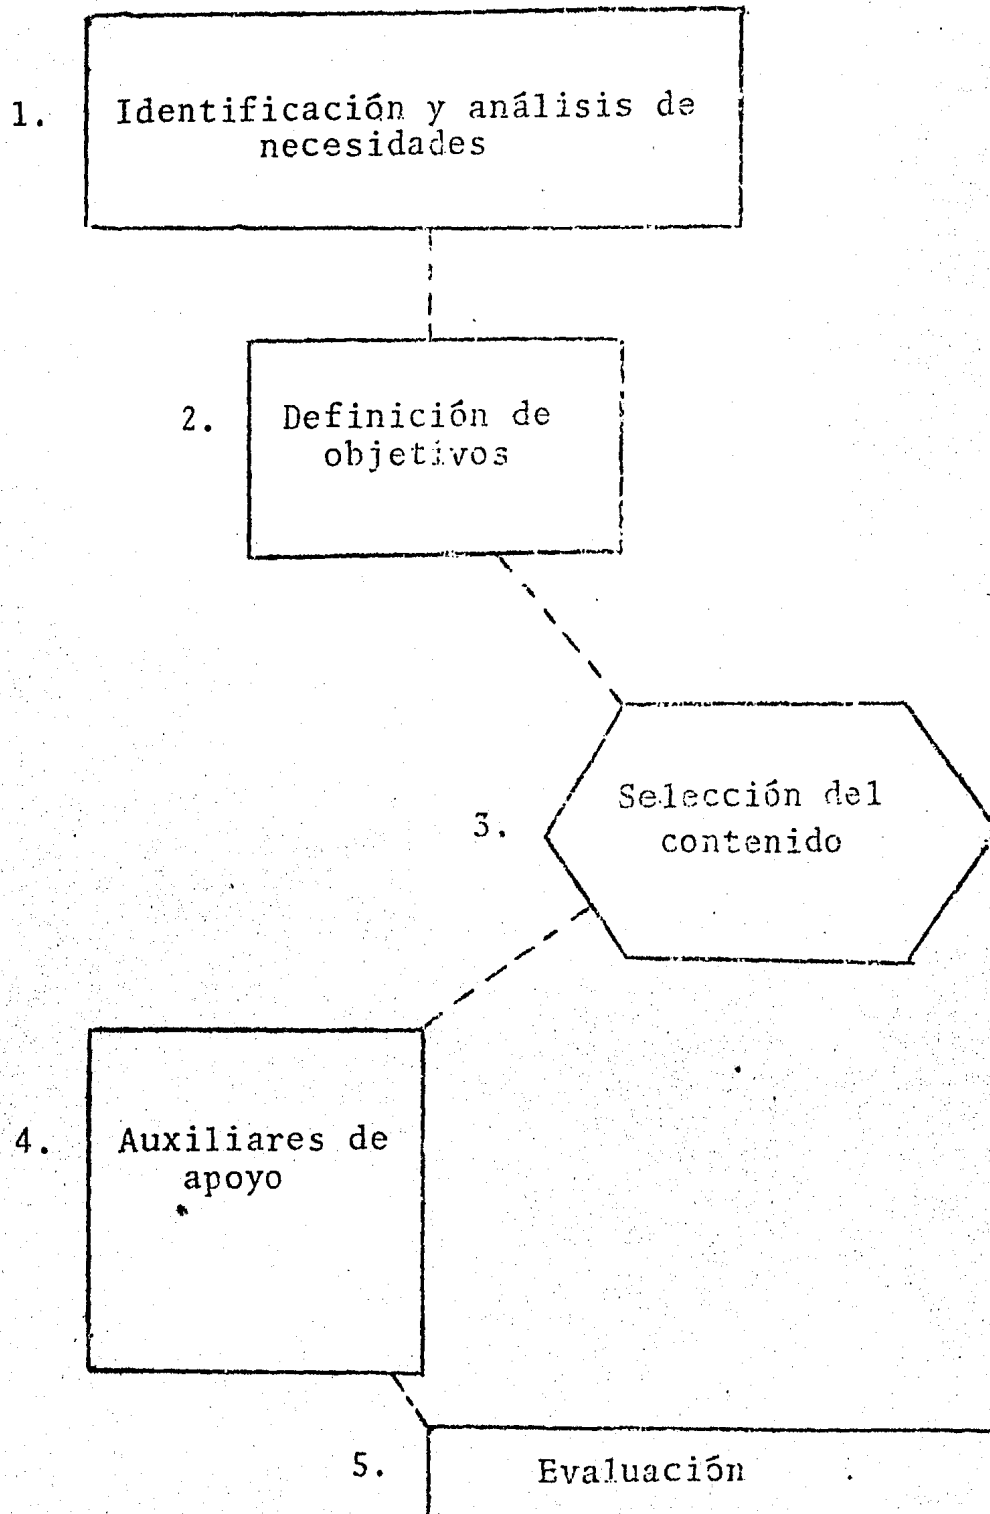 1. Identificación y análisis de
necesidades
2. Definición de
objetivos
3. Selección del
contenido
4. Auxiliares de
apoyo
5. Evaluación